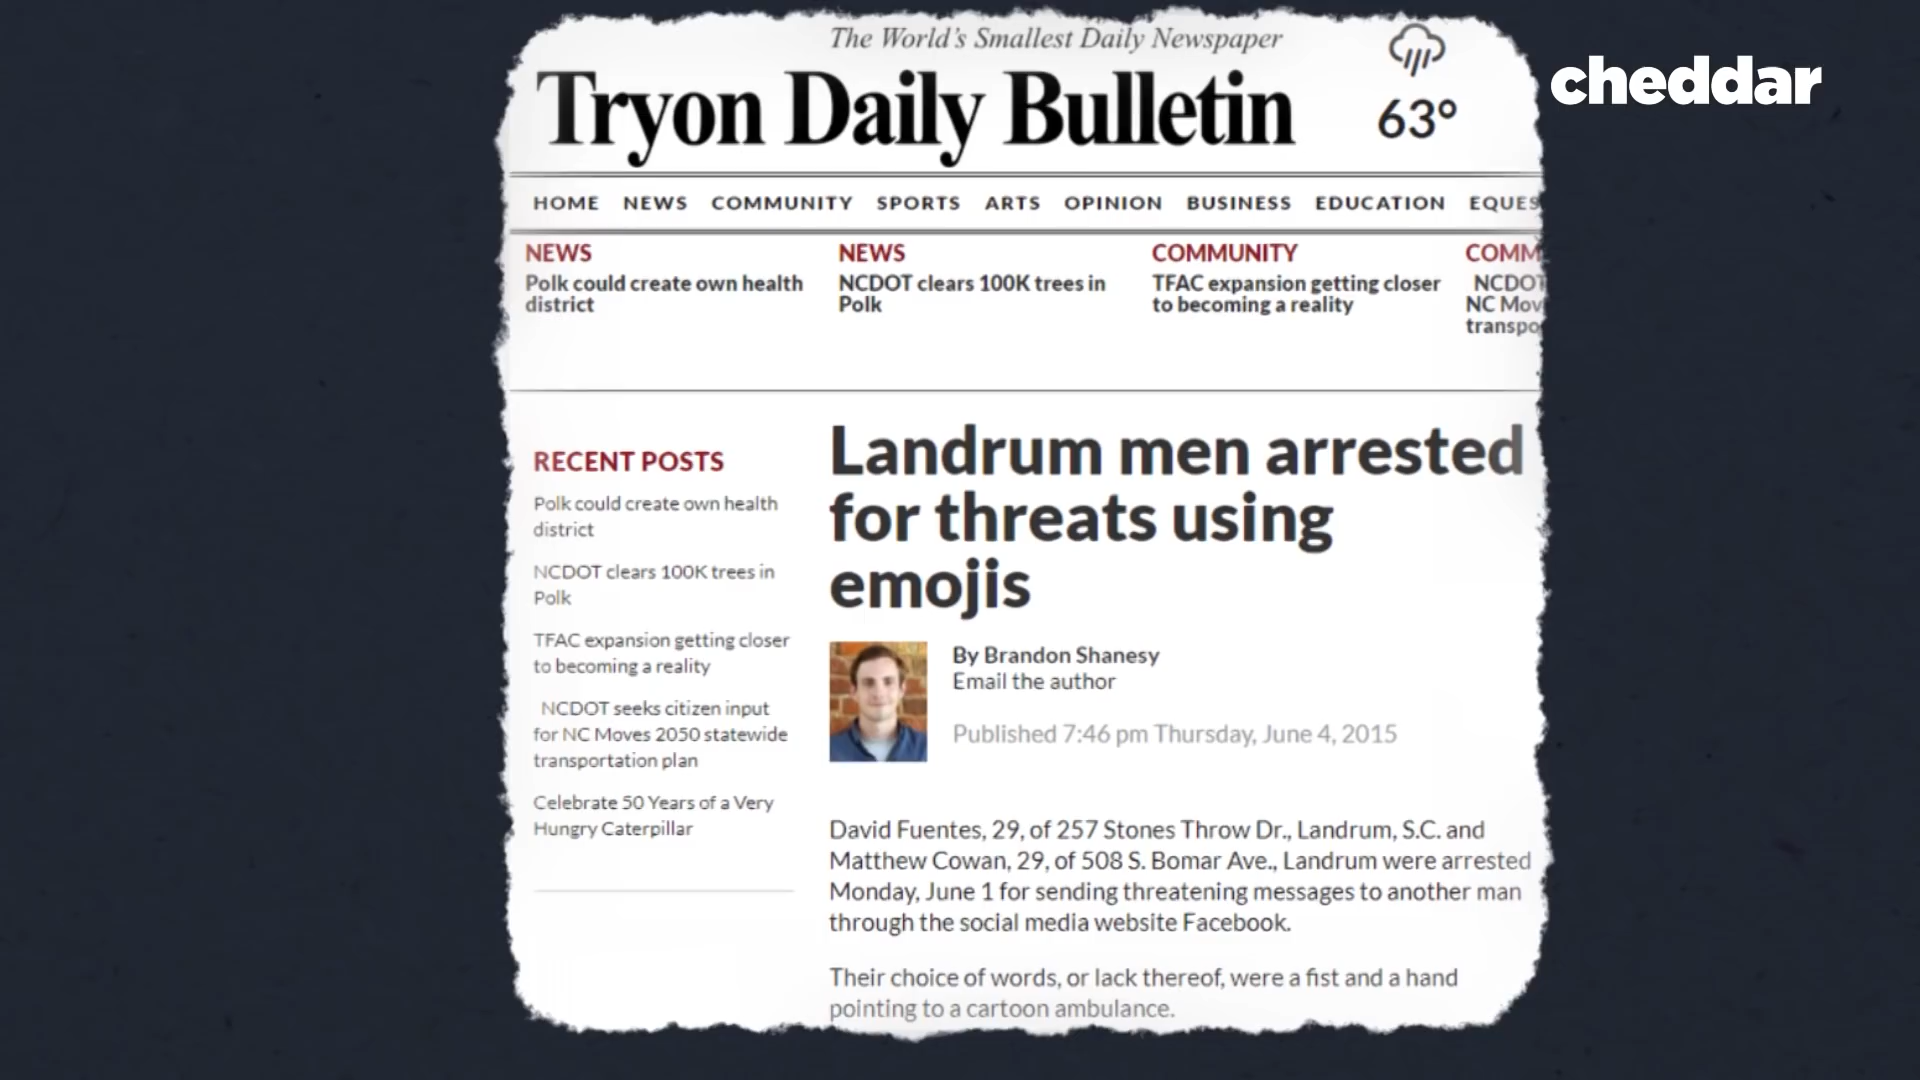 The World's Smallest Daily Newspaper
Tryon Daily Bulletin
63°
cheddar
HOME NEWS COMMUNITY SPORTS ARTS OPINION BUSINESS EDUCATION EQUES
NEWS
Polk could create own health
district
NEWS
NCDOT clears 100K trees in
Polk
COMMUNITY
TFAC expansion getting closer
to becoming a reality
COMM
NCDOT
NC Mov
transpo
RECENT POSTS
Polk could create own health
district
NCDOT clears 100K trees in
Polk
TFAC expansion getting closer
to becoming a reality
NCDOT seeks citizen input
for NC Moves 2050 statewide
transportation plan
Celebrate 50 Years of a Very
Hungry Caterpillar
Landrum men arrested
for threats using
emojis
By Brandon Shanesy
Email the author
Published 7:46 pm Thursday, June 4, 2015
David Fuentes, 29, of 257 Stones Throw Dr., Landrum, S.C. and
Matthew Cowan, 29, of 508 S. Bomar Ave., Landrum were arrested
Monday, June 1 for sending threatening messages to another man
through the social media website Facebook.
Their choice of words, or lack thereof, were a fist and a hand
pointing to a cartoon ambulance.